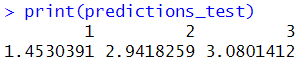 > print(predictions_test)
1 2 3
1.4530391 2.9418259 3.0801412